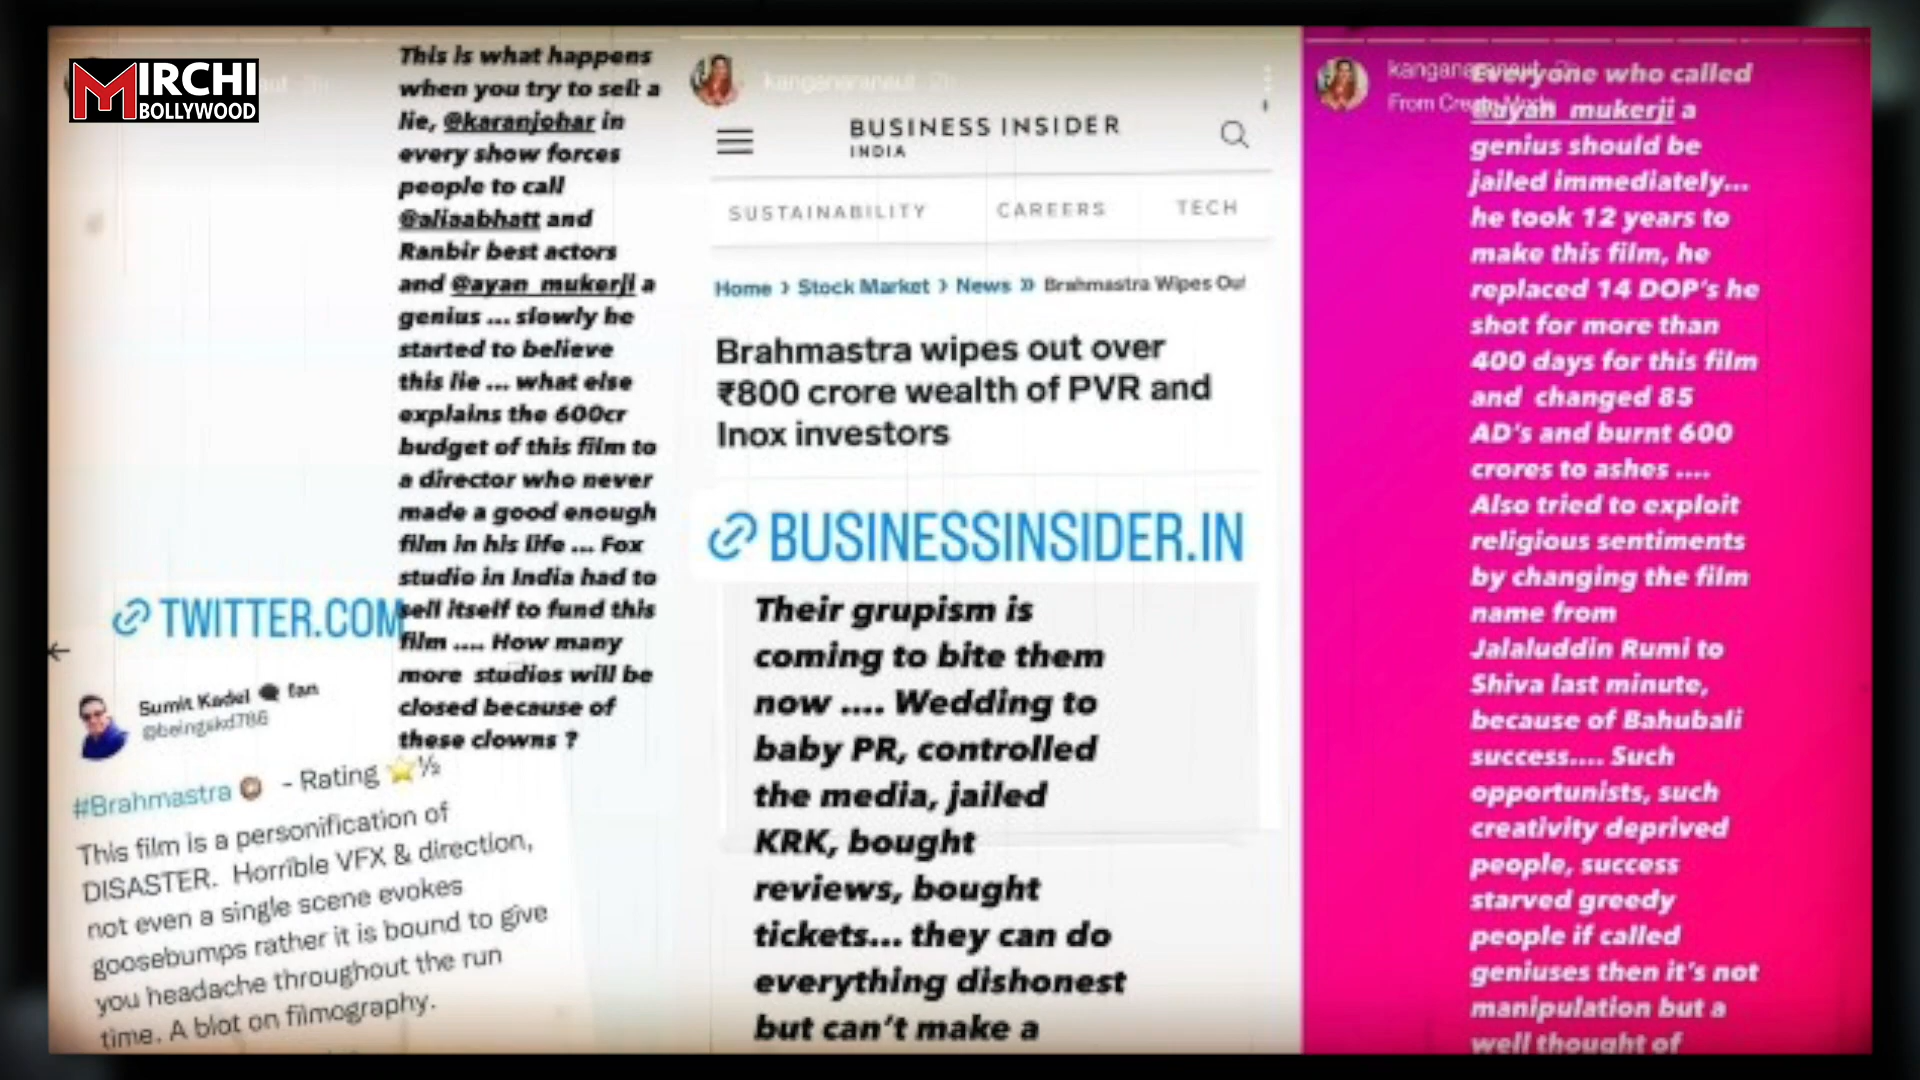 MIRCHI
BOLLYWOOD
This is what happens
when you try to sell a
lie, @karanjohar in
every show forces
people to call
@aliaabhatt and
Ranbir best actors
and @ayan_mukerji a
genius ... slowly he
started to believe
this lie ... what else
explains the 600cr
budget of this film to
a director who never
made a good enough
film in his life ... Fox
studio in India had to
sell itself to fund this
film .... How many
more studios will be
closed because of
these clowns ?
TWITTER.COM
Sumit Kadel fan
@beingskd786
#Brahmastra - Rating ⭐½
This film is a personification of
DISASTER. Horrible VFX & direction,
not even a single scene evokes
goosebumps rather it is bound to give
you headache throughout the run
time. A blot on filmography.
kanganaranaut 2h
BUSINESS INSIDER
INDIA
SUSTAINABILITY CAREERS TECH
Home > Stock Market > News » Brahmastra Wipes Out
Brahmastra wipes out over
₹800 crore wealth of PVR and
Inox investors
BUSINESSINSIDER.IN
Their grupism is
coming to bite them
now .... Wedding to
baby PR, controlled
the media, jailed
KRK, bought
reviews, bought
tickets... they can do
everything dishonest
but can't make a
kanganaranaut
From Create Mode
Everyone who called
@ayan_mukerji a
genius should be
jailed immediately...
he took 12 years to
make this film, he
replaced 14 DOP's he
shot for more than
400 days for this film
and changed 85
AD's and burnt 600
crores to ashes ....
Also tried to exploit
religious sentiments
by changing the film
name from
Jalaluddin Rumi to
Shiva last minute,
because of Bahubali
success.... Such
opportunists, such
creativity deprived
people, success
starved greedy
people if called
geniuses then it's not
manipulation but a
well thought of